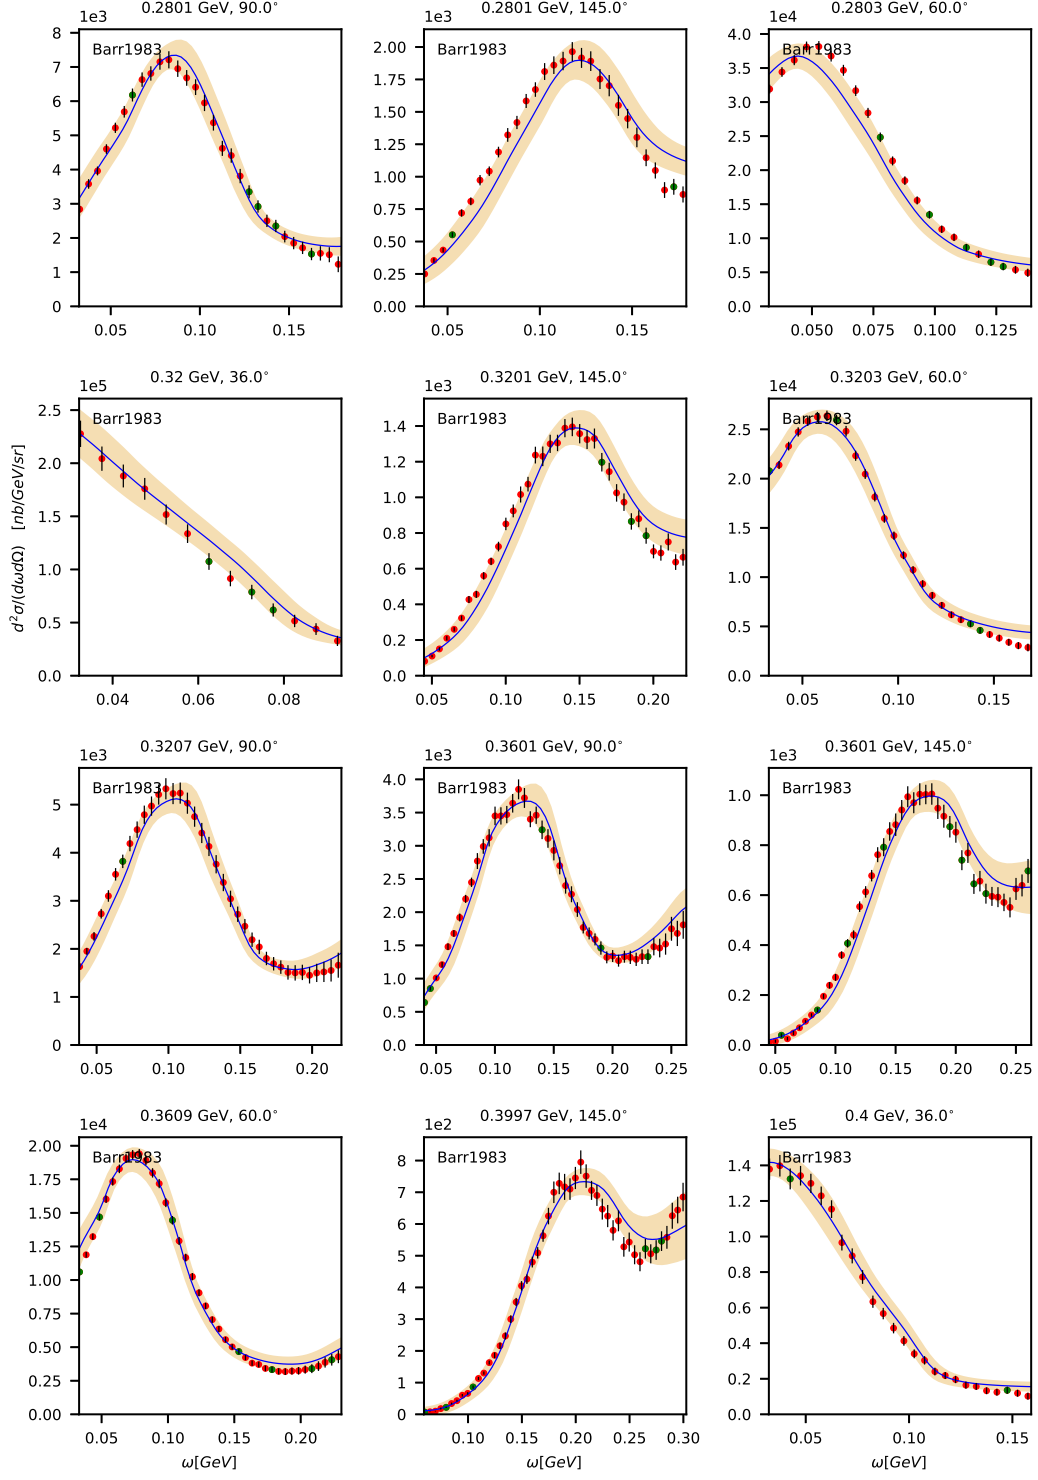 0.2801 GeV, 90.0°
1e3
Barr1983
8
7
6
5
4
3
2
1
0
0.05 0.10 0.15
0.2801 GeV, 145.0°
1e3
Barr1983
2.00
1.75
1.50
1.25
1.00
0.75
0.50
0.25
0.00
0.05 0.10 0.15
0.2803 GeV, 60.0°
1e4
Barr1983
4.0
3.5
3.0
2.5
2.0
1.5
1.0
0.5
0.0
0.050 0.075 0.100 0.125
0.32 GeV, 36.0°
1e5
Barr1983
2.5
2.0
1.5
1.0
0.5
0.0
0.04 0.06 0.08
d²σ/(dωdΩ) [nb/GeV/sr]
0.3201 GeV, 145.0°
1e3
Barr1983
1.4
1.2
1.0
0.8
0.6
0.4
0.2
0.0
0.05 0.10 0.15 0.20
0.3203 GeV, 60.0°
1e4
Barr1983
2.5
2.0
1.5
1.0
0.5
0.0
0.05 0.10 0.15
0.3207 GeV, 90.0°
1e3
Barr1983
5
4
3
2
1
0
0.05 0.10 0.15 0.20
0.3601 GeV, 90.0°
1e3
Barr1983
4.0
3.5
3.0
2.5
2.0
1.5
1.0
0.5
0.0
0.05 0.10 0.15 0.20 0.25
0.3601 GeV, 145.0°
1e3
Barr1983
1.0
0.8
0.6
0.4
0.2
0.0
0.05 0.10 0.15 0.20 0.25
0.3609 GeV, 60.0°
1e4
Barr1983
2.00
1.75
1.50
1.25
1.00
0.75
0.50
0.25
0.00
0.05 0.10 0.15 0.20
ω[GeV]
0.3997 GeV, 145.0°
1e2
Barr1983
8
7
6
5
4
3
2
1
0
0.10 0.15 0.20 0.25 0.30
ω[GeV]
0.4 GeV, 36.0°
1e5
Barr1983
1.4
1.2
1.0
0.8
0.6
0.4
0.2
0.0
0.05 0.10 0.15
ω[GeV]